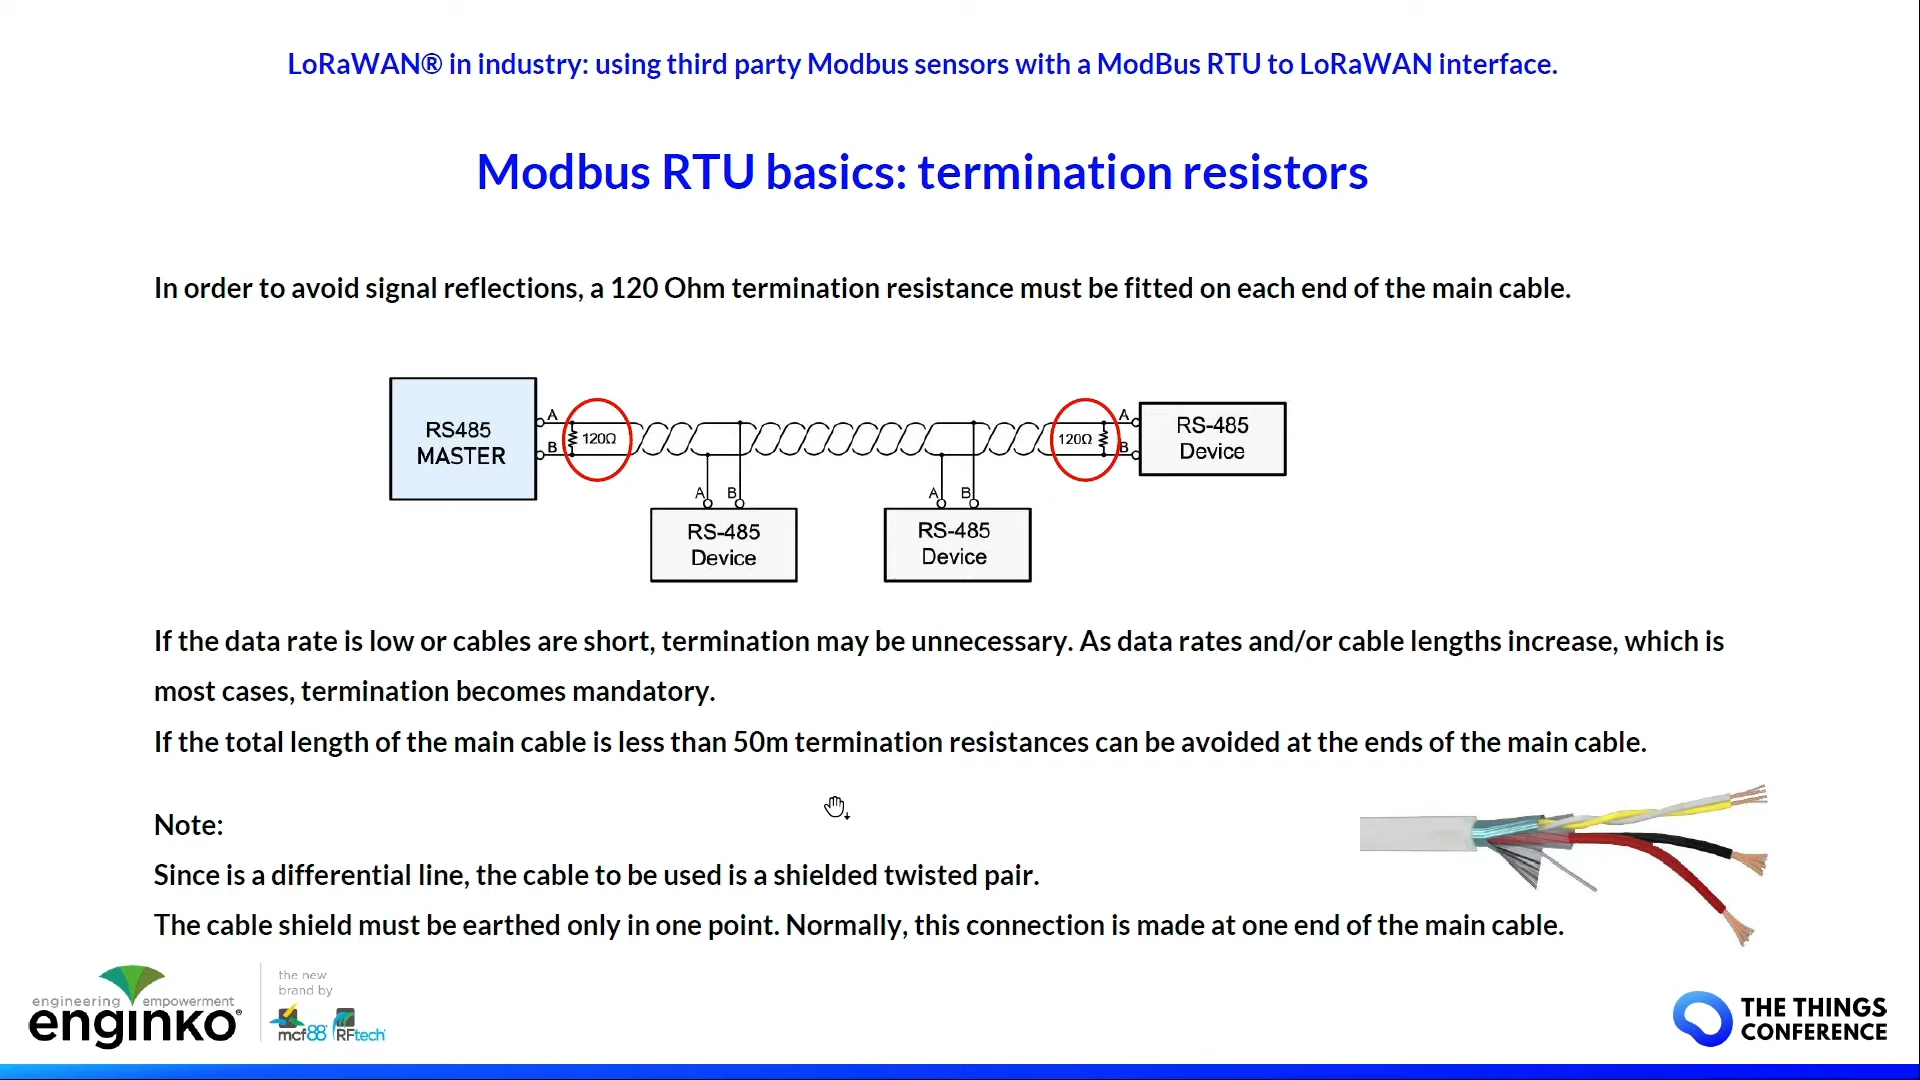 LoRaWAN® in industry: using third party Modbus sensors with a ModBus RTU to LoRaWAN interface.
Modbus RTU basics: termination resistors
In order to avoid signal reflections, a 120 Ohm termination resistance must be fitted on each end of the main cable.
RS485
MASTER
A
B
120Ω
120Ω
A
B
RS-485
Device
A
B
RS-485
Device
A
B
RS-485
Device
If the data rate is low or cables are short, termination may be unnecessary. As data rates and/or cable lengths increase, which is
most cases, termination becomes mandatory.
If the total length of the main cable is less than 50m termination resistances can be avoided at the ends of the main cable.
Note:
Since is a differential line, the cable to be used is a shielded twisted pair.
The cable shield must be earthed only in one point. Normally, this connection is made at one end of the main cable.
engineering empowerment
enginko®
the new
brand by
mcf88 RFtech
THE THINGS
CONFERENCE